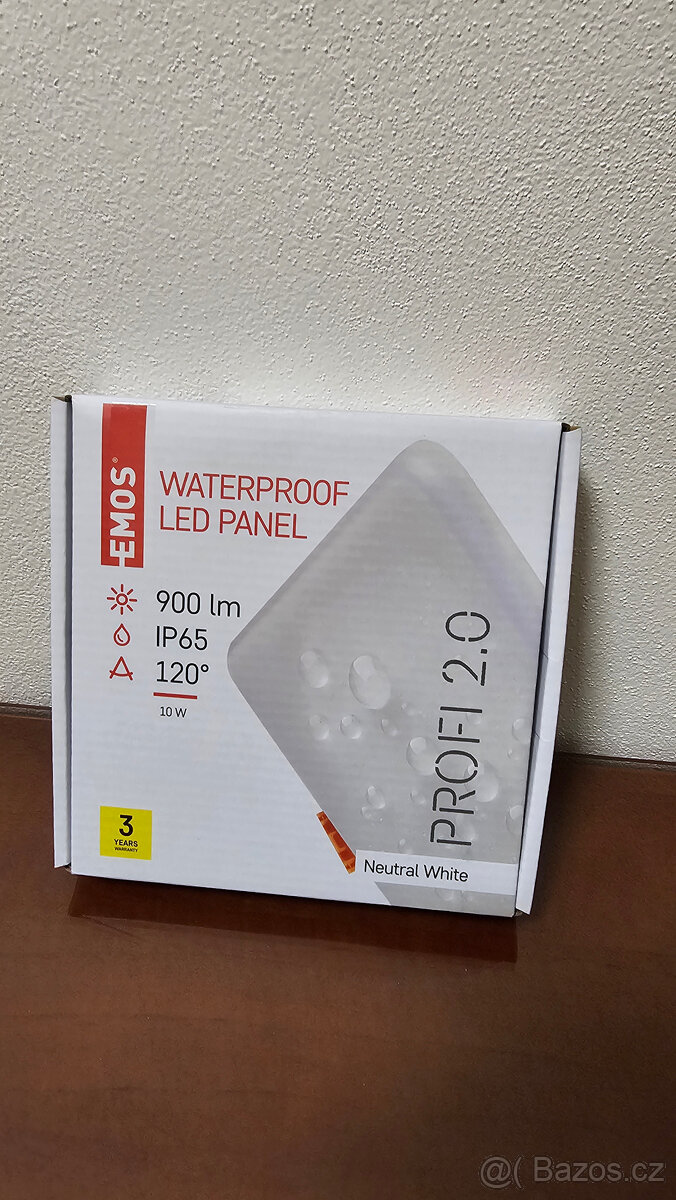 EMOS®
WATERPROOF
LED PANEL
900 lm
IP65
120°
10 W
PROFI 2.0
3
YEARS
WARRANTY
Neutral White
@( Bazos.cz